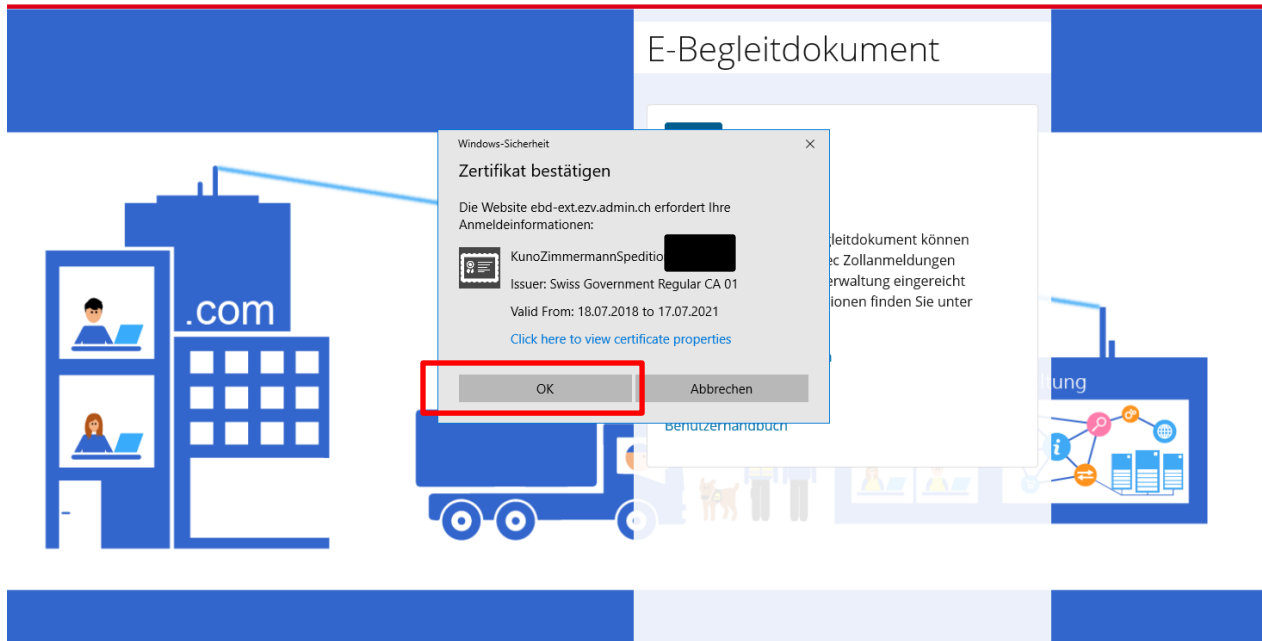 E-Begleitdokument
Windows-Sicherheit
Zertifikat bestätigen
Die Website ebd-ext.ezv.admin.ch erfordert Ihre
Anmeldeinformationen:
KunoZimmermannSpeditio
Issuer: Swiss Government Regular CA 01
Valid From: 18.07.2018 to 17.07.2021
Click here to view certificate properties
OK
Abbrechen
gleitdokument können
ec Zollanmeldungen
erwaltung eingereicht
ionen finden Sie unter
Benutzerhandbuch
.com
ltung